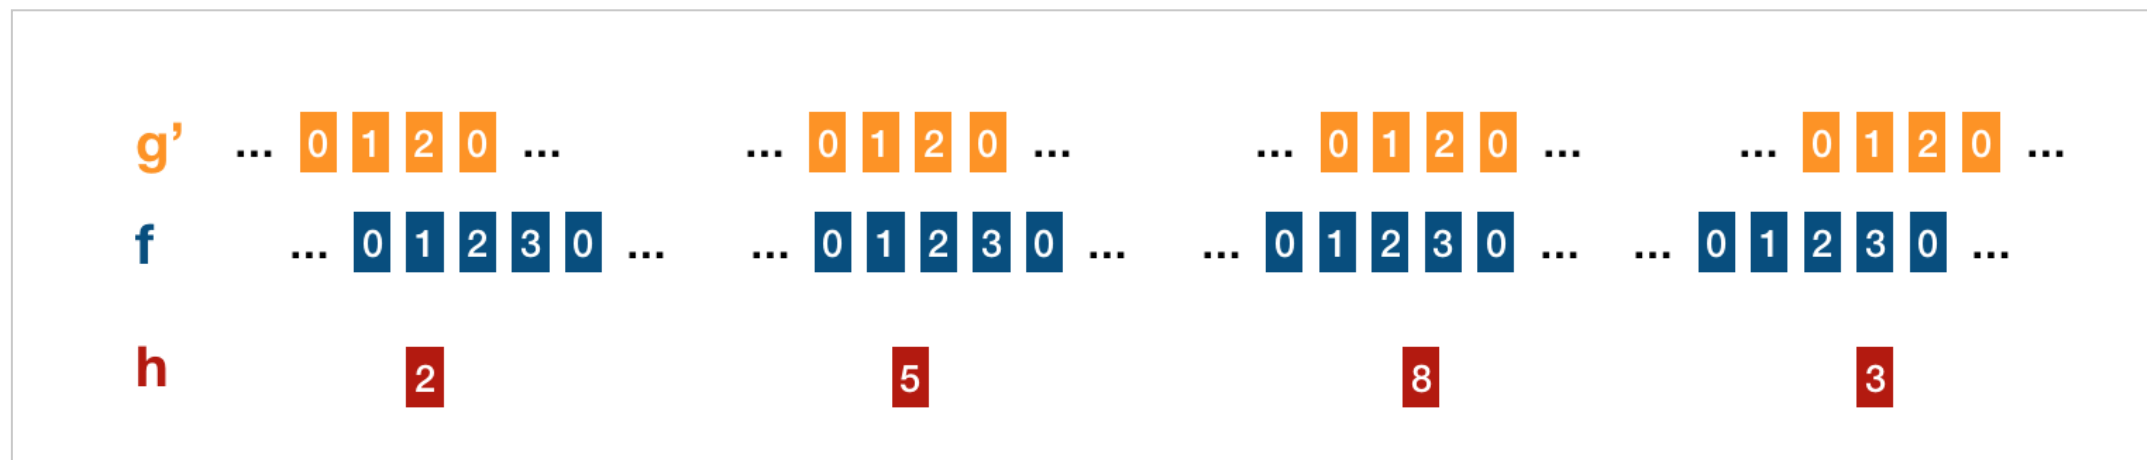 g’ ... 0 1 2 0 ... ... 0 1 2 0 ... ... 0 1 2 0 ... ... 0 1 2 0 ...
f ... 0 1 2 3 0 ... ... 0 1 2 3 0 ... ... 0 1 2 3 0 ... ... 0 1 2 3 0 ...
h 2 5 8 3